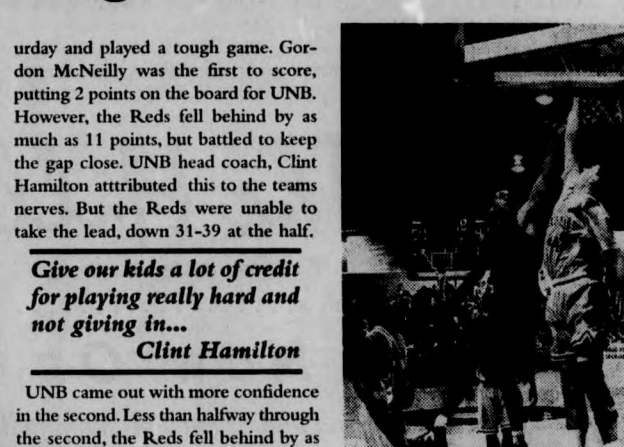 urday and played a tough game. Gor-
don McNeilly was the first to score,
putting 2 points on the board for UNB.
However, the Reds fell behind by as
much as 11 points, but battled to keep
the gap close. UNB head coach, Clint
Hamilton atttributed this to the teams
nerves. But the Reds were unable to
take the lead, down 31-39 at the half.
Give our kids a lot of credit
for playing really hard and
not giving in...
Clint Hamilton
UNB came out with more confidence
in the second. Less than halfway through
the second, the Reds fell behind by as